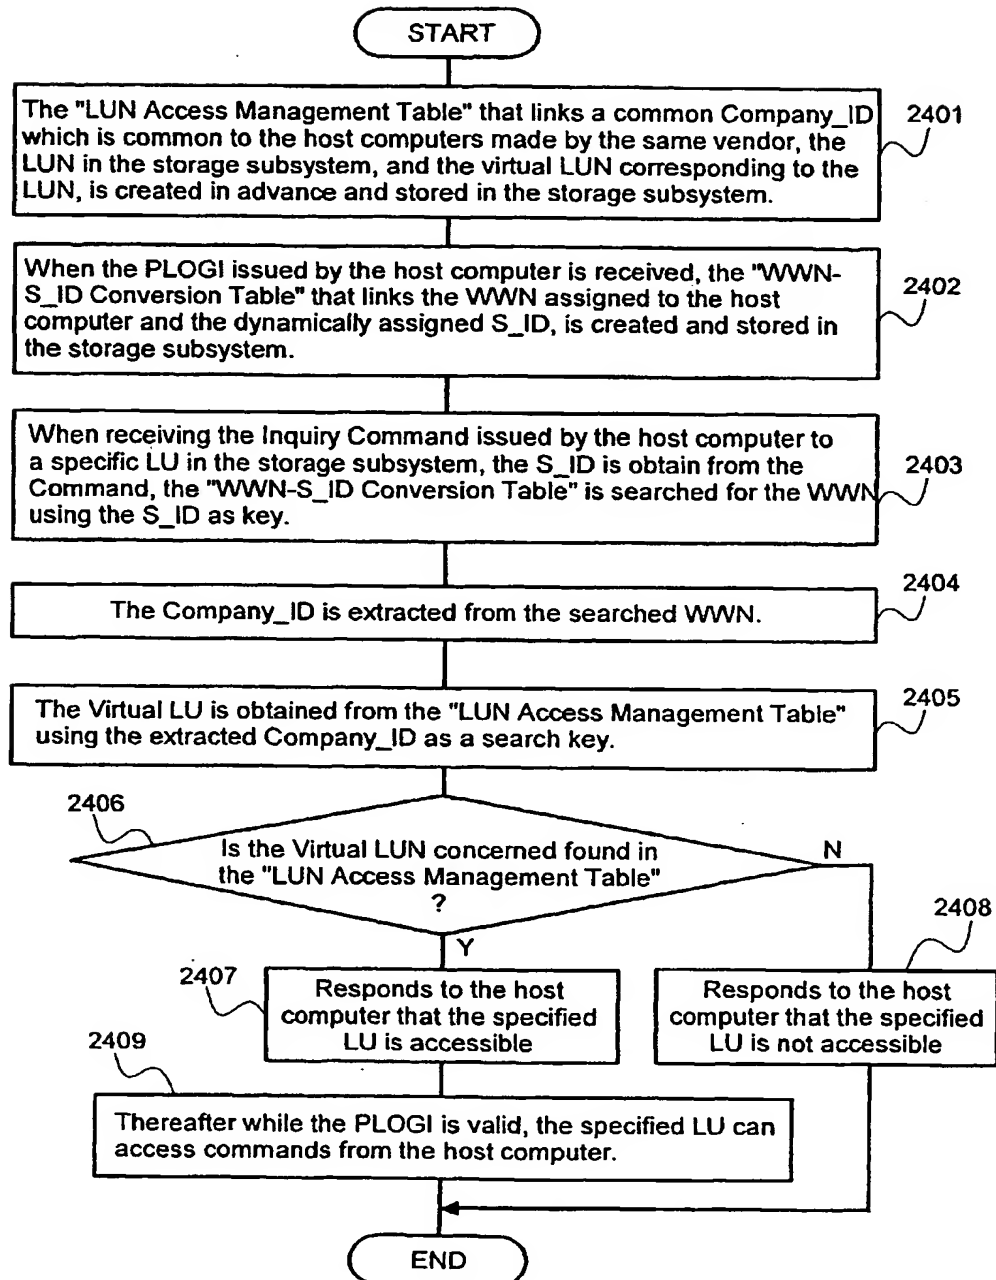 START
The "LUN Access Management Table" that links a common Company_ID
which is common to the host computers made by the same vendor, the
LUN in the storage subsystem, and the virtual LUN corresponding to the
LUN, is created in advance and stored in the storage subsystem.
2401
When the PLOGI issued by the host computer is received, the "WWN-
S_ID Conversion Table" that links the WWN assigned to the host
computer and the dynamically assigned S_ID, is created and stored in
the storage subsystem.
2402
When receiving the Inquiry Command issued by the host computer to
a specific LU in the storage subsystem, the S_ID is obtain from the
Command, the "WWN-S_ID Conversion Table" is searched for the WWN
using the S_ID as key.
2403
The Company_ID is extracted from the searched WWN.
2404
The Virtual LU is obtained from the "LUN Access Management Table"
using the extracted Company_ID as a search key.
2405
2406
Is the Virtual LUN concerned found in
the "LUN Access Management Table"
?
N
Y
2407
Responds to the host
computer that the specified
LU is accessible
2408
Responds to the host
computer that the specified
LU is not accessible
2409
Thereafter while the PLOGI is valid, the specified LU can
access commands from the host computer.
END